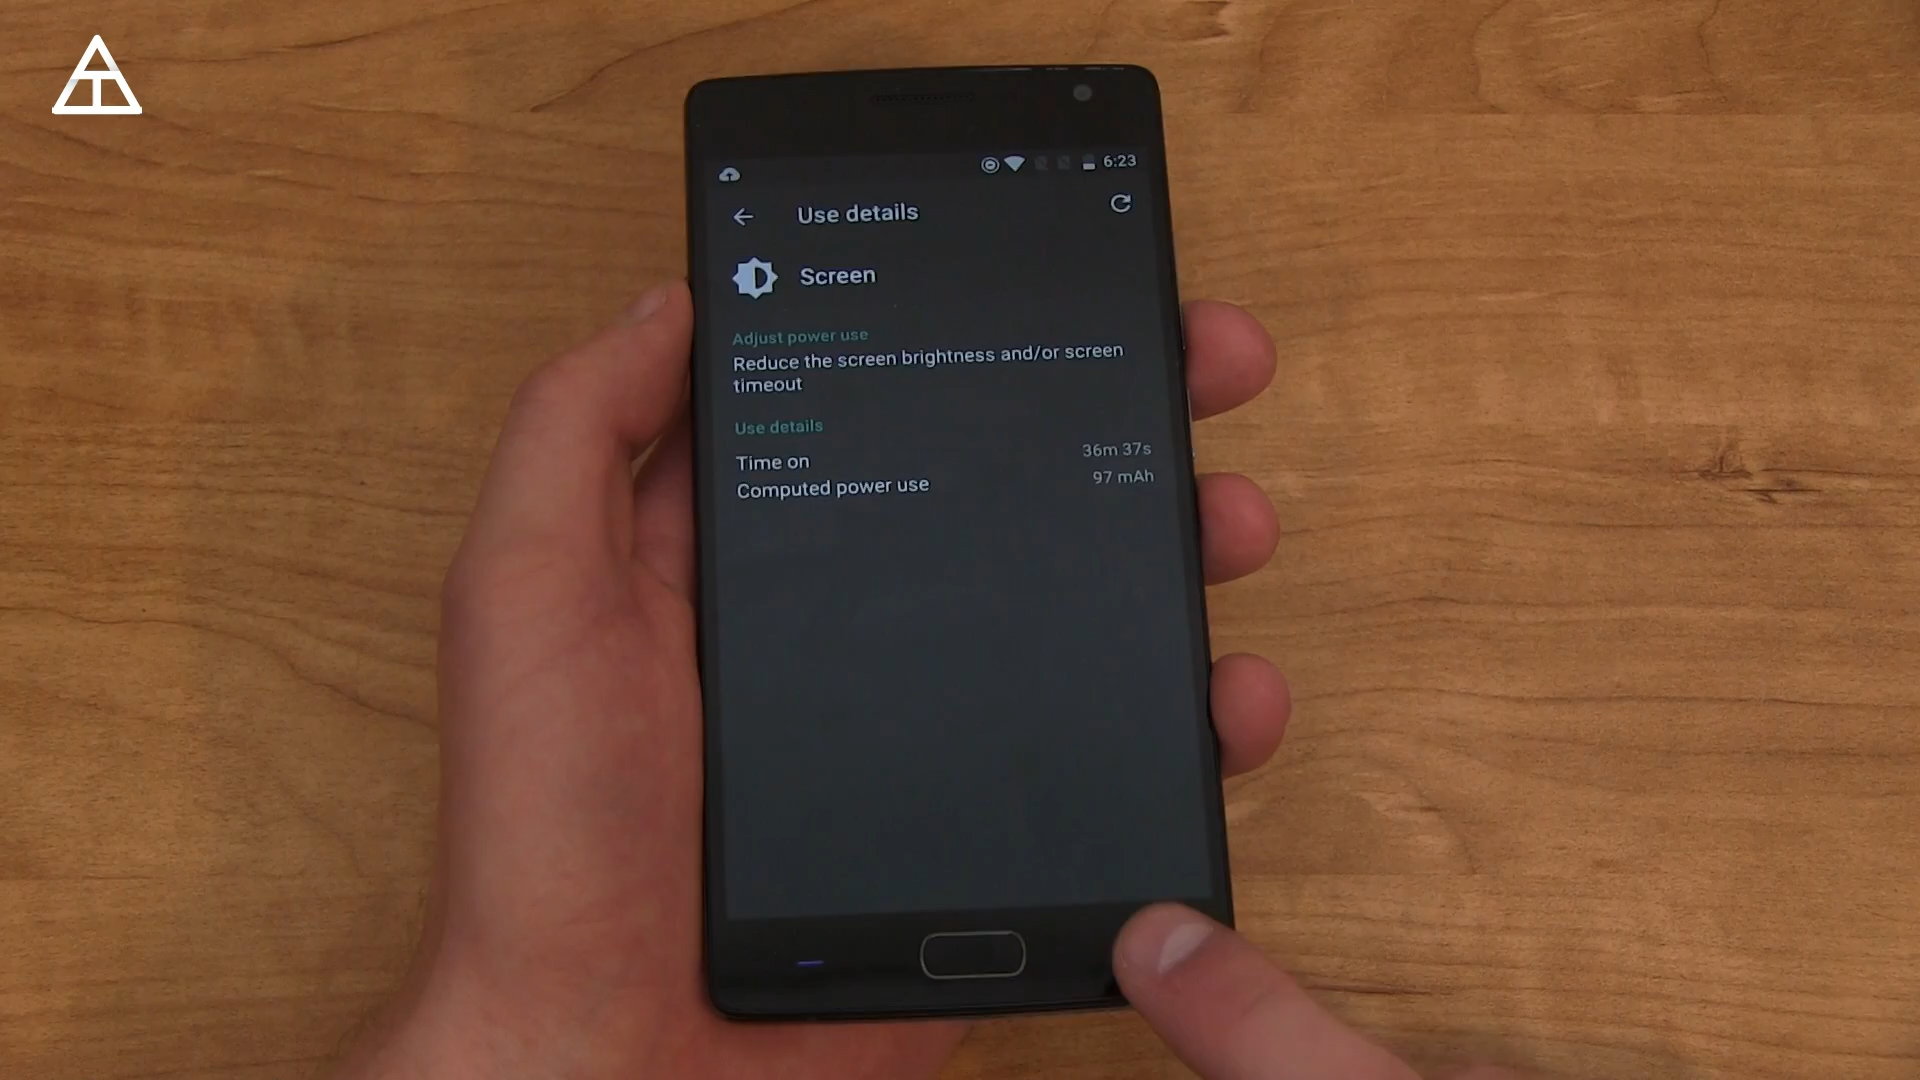 6:23
Use details
Screen
Adjust power use
Reduce the screen brightness and/or screen
timeout
Use details
Time on 36m 37s
Computed power use 97 mAh